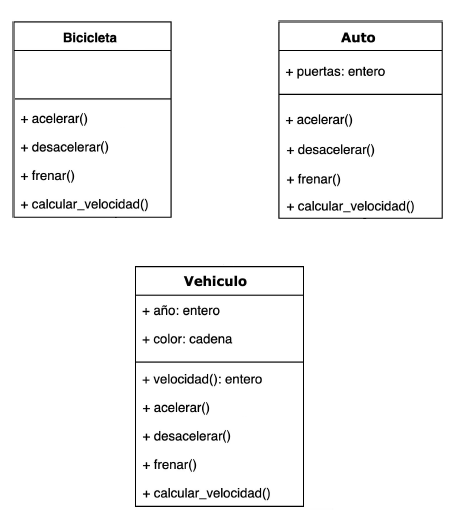 Bicicleta
+ acelerar()
+ desacelerar()
+ frenar()
+ calcular_velocidad()
Auto
+ puertas: entero
+ acelerar()
+ desacelerar()
+ frenar()
+ calcular_velocidad()
Vehiculo
+ año: entero
+ color: cadena
+ velocidad(): entero
+ acelerar()
+ desacelerar()
+ frenar()
+ calcular_velocidad()